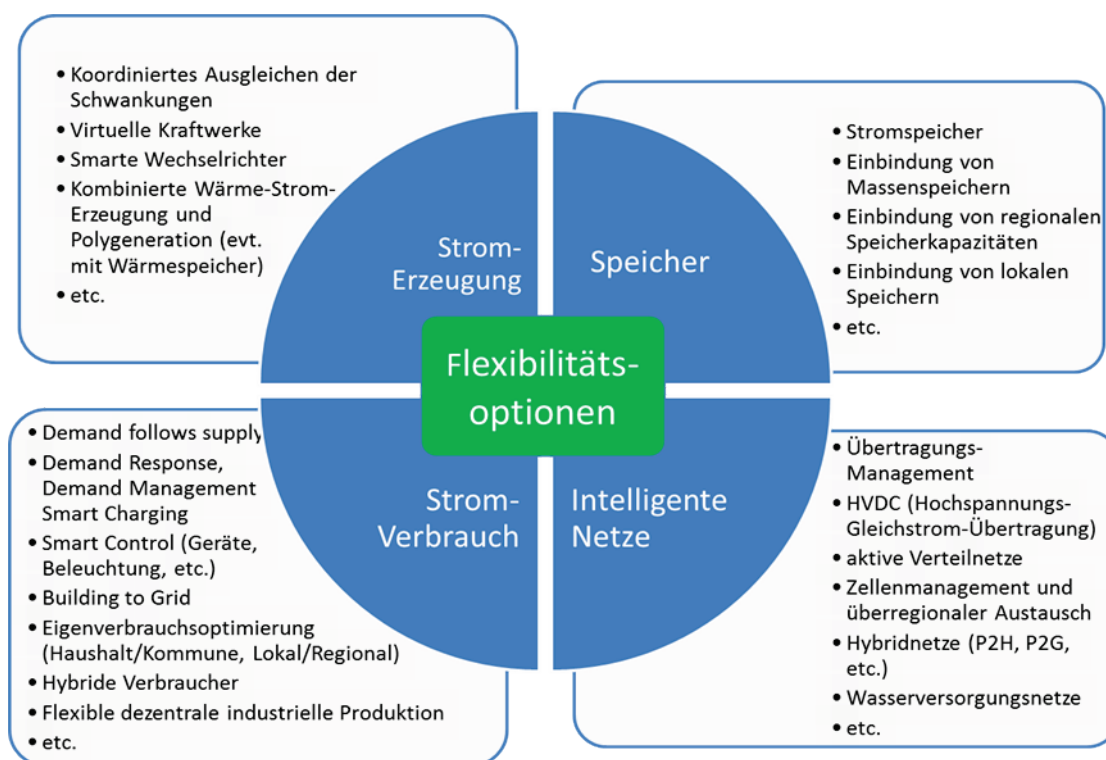 • Koordiniertes Ausgleichen der
Schwankungen
• Virtuelle Kraftwerke
• Smarte Wechselrichter
• Kombinierte Wärme-Strom-
Erzeugung und
Polygeneration (evt.
mit Wärmespeicher)
• etc.
• Stromspeicher
• Einbindung von
Massenspeichern
• Einbindung von regionalen
Speicherkapazitäten
• Einbindung von lokalen
Speichern
• etc.
Strom-
Erzeugung
Speicher
Flexibilitäts-
optionen
Strom-
Verbrauch
Intelligente
Netze
• Demand follows supply
• Demand Response,
Demand Management
Smart Charging
• Smart Control (Geräte,
Beleuchtung, etc.)
• Building to Grid
• Eigenverbrauchsoptimierung
(Haushalt/Kommune, Lokal/Regional)
• Hybride Verbraucher
• Flexible dezentrale industrielle Produktion
• etc.
• Übertragungs-
Management
• HVDC (Hochspannungs-
Gleichstrom-Übertragung)
• aktive Verteilnetze
• Zellenmanagement und
überregionaler Austausch
• Hybridnetze (P2H, P2G,
etc.)
• Wasserversorgungsnetze
• etc.